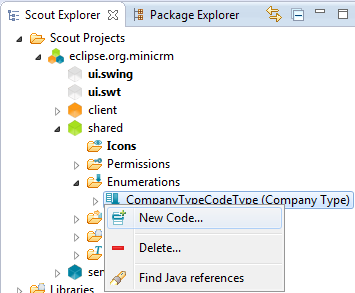 Scout Explorer Package Explorer
Scout Projects
eclipse.org.minicrm
ui.swing
ui.swt
client
shared
Icons
Permissions
Enumerations
CompanyTypeCodeType (Company Type)
New Code...
Delete...
Find Java references
Libraries